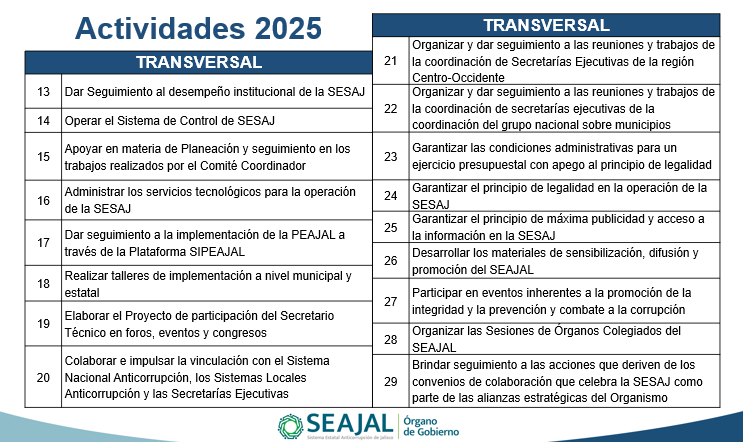 Actividades 2025
TRANSVERSAL
13 Dar Seguimiento al desempeño institucional de la SESAJ
14 Operar el Sistema de Control de SESAJ
15 Apoyar en materia de Planeación y seguimiento en los
trabajos realizados por el Comité Coordinador
16 Administrar los servicios tecnológicos para la operación
de la SESAJ
17 Dar seguimiento a la implementación de la PEAJAL a
través de la Plataforma SIPEAJAL
18 Realizar talleres de implementación a nivel municipal y
estatal
19 Elaborar el Proyecto de participación del Secretario
Técnico en foros, eventos y congresos
20 Colaborar e impulsar la vinculación con el Sistema
Nacional Anticorrupción, los Sistemas Locales
Anticorrupción y las Secretarías Ejecutivas
TRANSVERSAL
21 Organizar y dar seguimiento a las reuniones y trabajos de
la coordinación de Secretarías Ejecutivas de la región
Centro-Occidente
22 Organizar y dar seguimiento a las reuniones y trabajos de
la coordinación de secretarías ejecutivas de la
coordinación del grupo nacional sobre municipios
23 Garantizar las condiciones administrativas para un
ejercicio presupuestal con apego al principio de legalidad
24 Garantizar el principio de legalidad en la operación de la
SESAJ
25 Garantizar el principio de máxima publicidad y acceso a
la información en la SESAJ
26 Desarrollar los materiales de sensibilización, difusión y
promoción del SEAJAL
27 Participar en eventos inherentes a la promoción de la
integridad y la prevención y combate a la corrupción
28 Organizar las Sesiones de Órganos Colegiados del
SEAJAL
29 Brindar seguimiento a las acciones que deriven de los
convenios de colaboración que celebra la SESAJ como
parte de las alianzas estratégicas del Organismo
SEAJAL
Sistema Estatal Anticorrupción de Jalisco
Órgano
de Gobierno